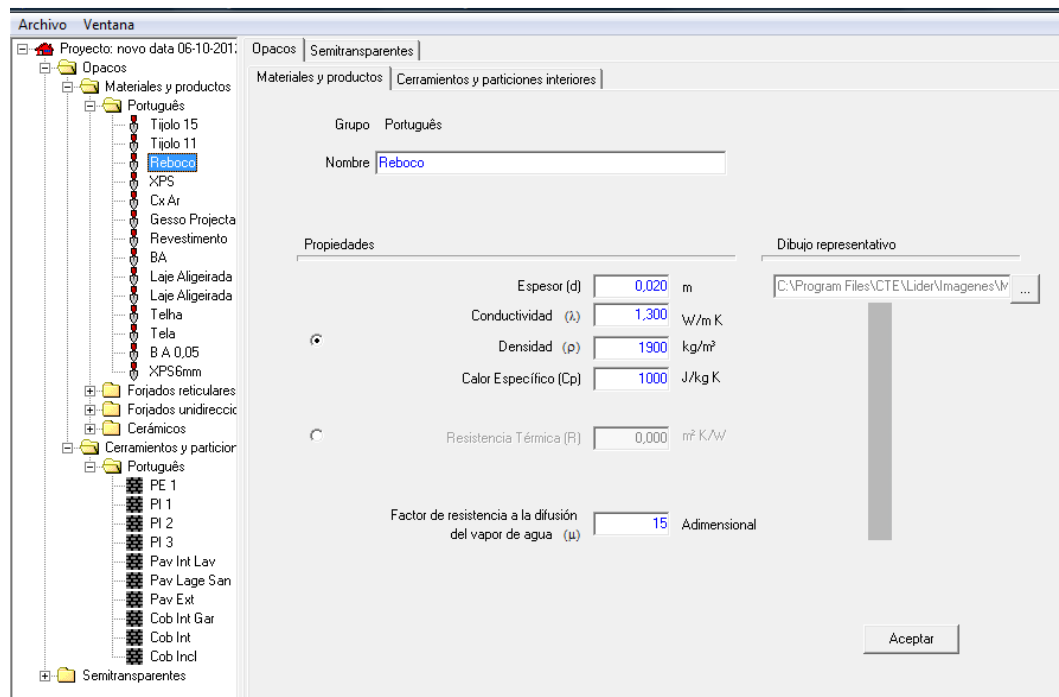 Archivo Ventana
Proyecto: novo data 06-10-201
Opacos
Materiales y productos
Português
Tijolo 15
Tijolo 11
Reboco
XPS
Cx Ar
Gesso Projecta
Revestimento
BA
Laje Aligeirada
Laje Aligeirada
Telha
Tela
B A 0,05
XPS6mm
Forjados reticulares
Forjados unidireccio
Cerámicos
Cerramientos y particior
Português
PE 1
PI 1
PI 2
PI 3
Pav Int Lav
Pav Lage San
Pav Ext
Cob Int Gar
Cob Int
Cob Incl
Semitransparentes
Opacos Semitransparentes
Materiales y productos Cerramientos y particiones interiores
Grupo Português
Nombre Reboco
Propiedades
Espesor (d) 0,020 m
Conductividad (λ) 1,300 W/m K
Densidad (ρ) 1900 kg/m³
Calor Específico (Cp) 1000 J/kg K
Resistencia Térmica (R) 0,000 m² K/W
Factor de resistencia a la difusión
del vapor de agua (μ) 15 Adimensional
Dibujo representativo
C:\Program Files\CTE\Lider\Imagenes\M ...
Aceptar